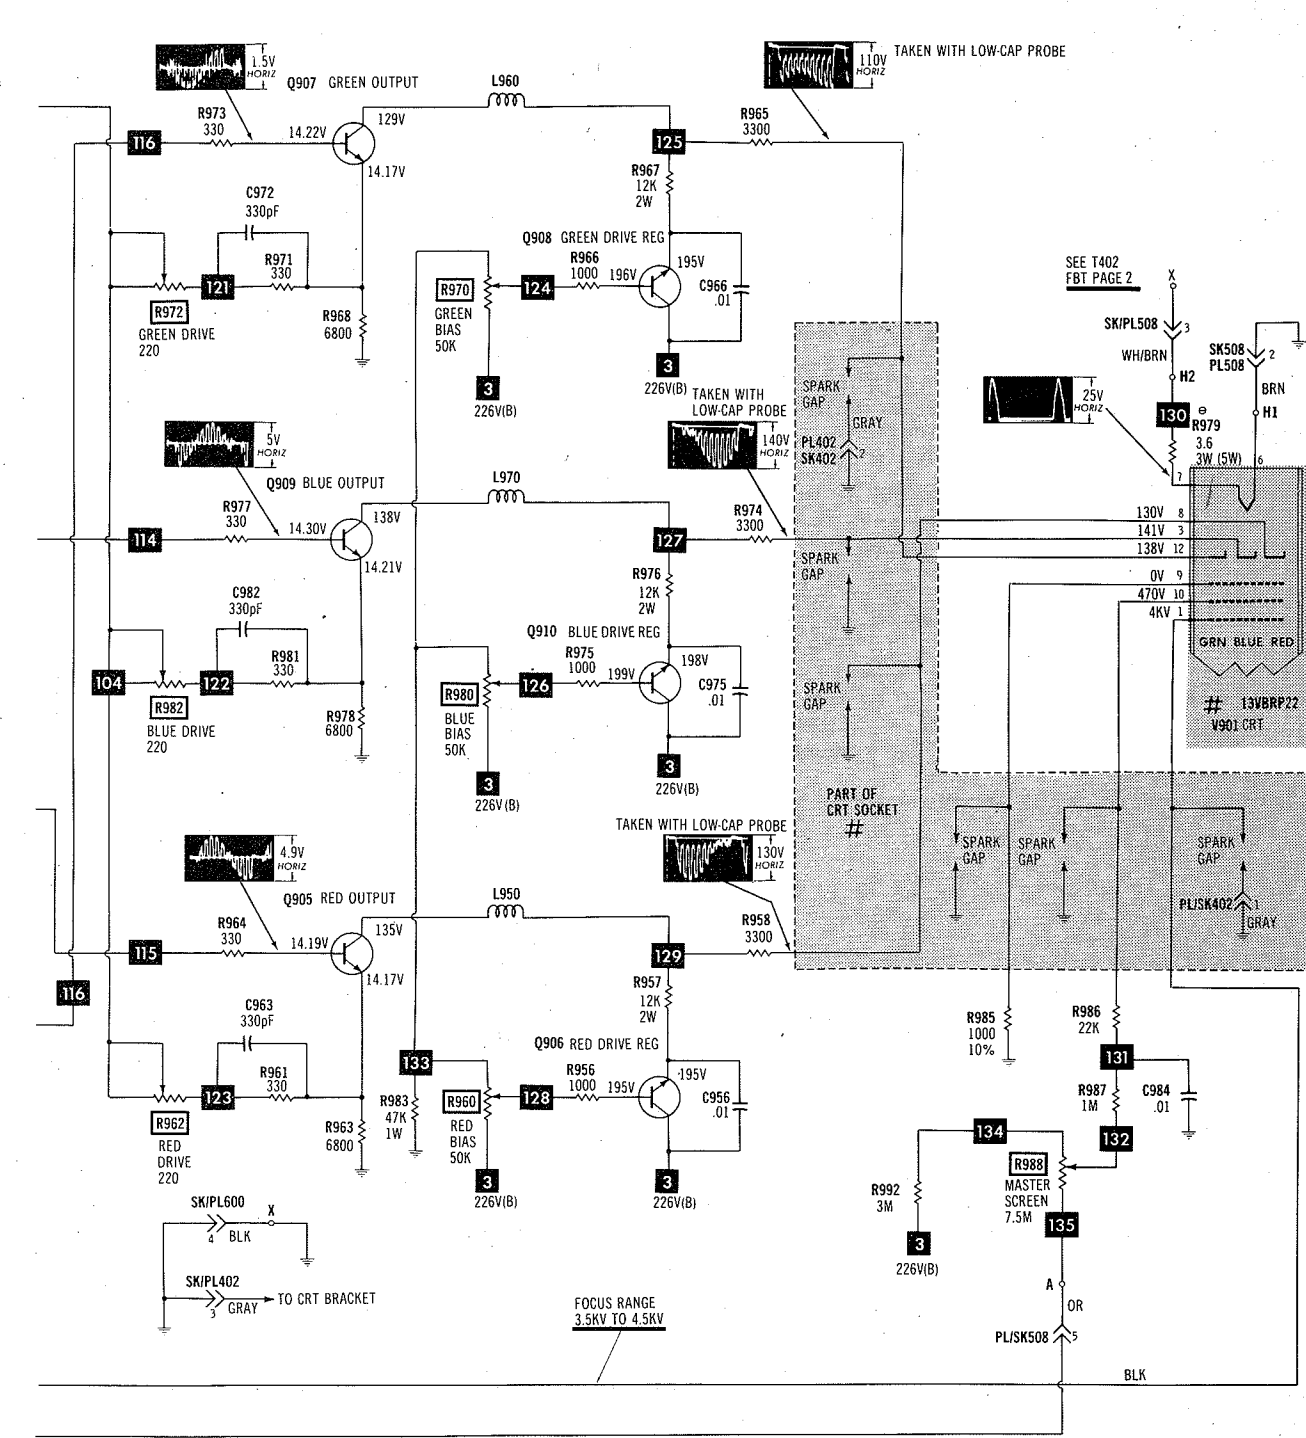 1.5V
HORIZ
Q907 GREEN OUTPUT
L960
110V
HORIZ
TAKEN WITH LOW-CAP PROBE
R973
330
14.22V
129V
14.17V
116
125
R965
3300
R967
12K
2W
C972
330pF
R971
330
121
R972
GREEN DRIVE
220
R968
6800
Q908 GREEN DRIVE REG
R966
1000
196V
195V
R970
GREEN
BIAS
50K
124
C966
.01
3
226V(B)
3
226V(B)
SEE T402
FBT PAGE 2
X
SK/PL508
3
WH/BRN
H2
SK508
PL508
2
BRN
H1
130
⊖
R979
3.6
3W (5W)
25V
HORIZ
7
6
SPARK
GAP
GRAY
PL402
SK402
2
TAKEN WITH
LOW-CAP PROBE
140V
HORIZ
5V
HORIZ
Q909 BLUE OUTPUT
L970
R977
330
14.30V
138V
14.21V
114
127
R974
3300
R976
12K
2W
SPARK
GAP
130V 8
141V 3
138V 12
0V 9
470V 10
4KV 1
GRN BLUE RED
# 13VBRP22
V901 CRT
C982
330pF
R981
330
104
122
R982
BLUE DRIVE
220
R978
6800
Q910 BLUE DRIVE REG
R975
1000
199V
198V
R980
BLUE
BIAS
50K
126
C975
.01
3
226V(B)
3
226V(B)
SPARK
GAP
PART OF
CRT SOCKET
#
TAKEN WITH LOW-CAP PROBE
130V
HORIZ
4.9V
HORIZ
Q905 RED OUTPUT
L950
R964
330
14.19V
135V
14.17V
115
116
129
R958
3300
R957
12K
2W
SPARK
GAP
SPARK
GAP
SPARK
GAP
PL/SK402
1
GRAY
C963
330pF
R961
330
123
R962
RED
DRIVE
220
R963
6800
133
R983
47K
1W
Q906 RED DRIVE REG
R956
1000
195V
195V
R960
RED
BIAS
50K
128
C956
.01
3
226V(B)
3
226V(B)
R985
1000
10%
R986
22K
131
R987
1M
C984
.01
132
134
R988
MASTER
SCREEN
7.5M
R992
3M
3
226V(B)
135
A
OR
PL/SK508
5
SK/PL600
4
BLK
X
SK/PL402
3
GRAY
TO CRT BRACKET
FOCUS RANGE
3.5KV TO 4.5KV
BLK